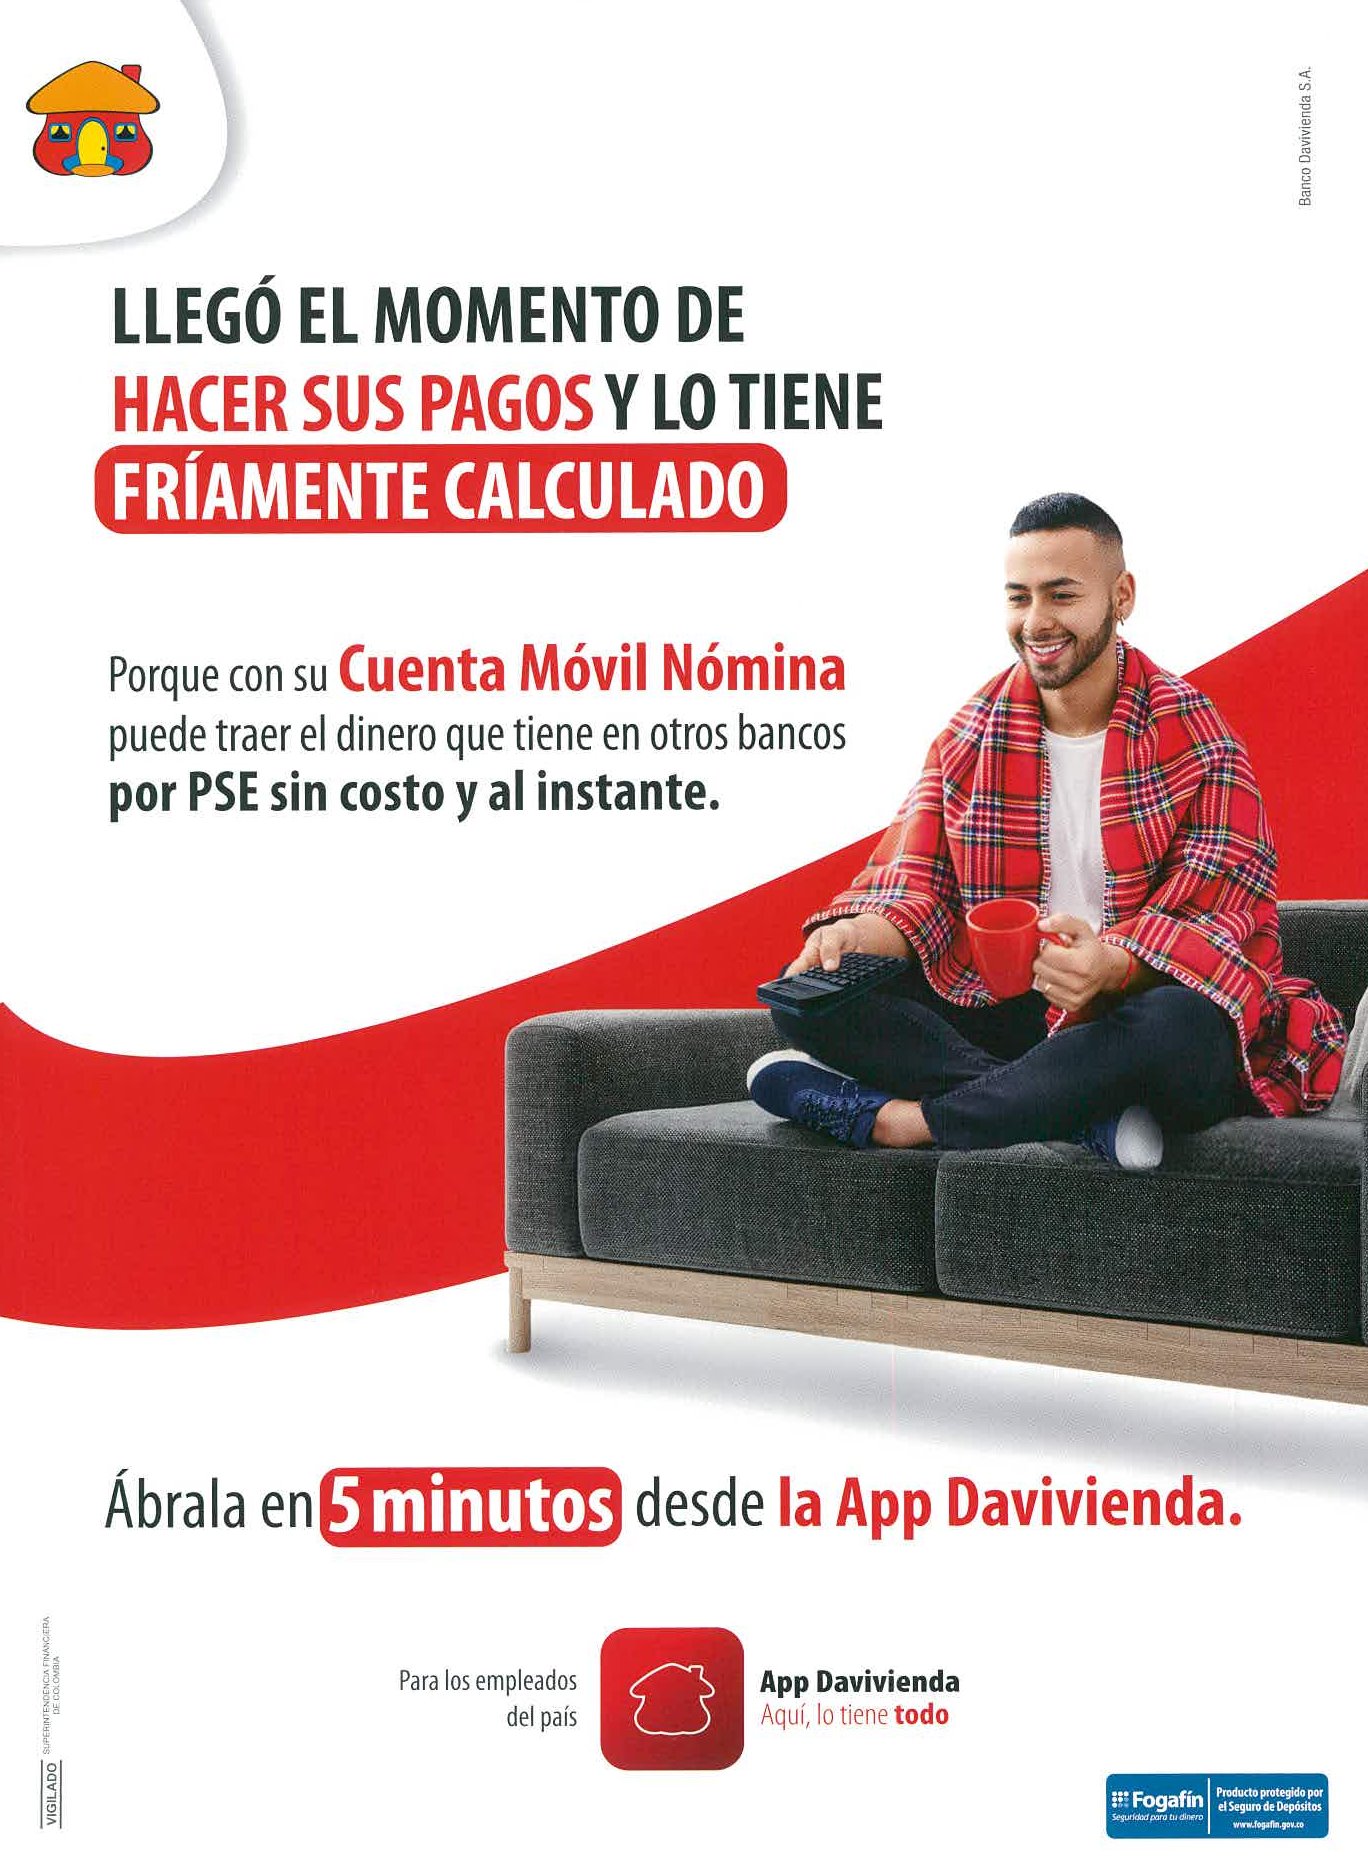 Banco Davivienda S.A.
LLEGÓ EL MOMENTO DE
HACER SUS PAGOS Y LO TIENE
FRÍAMENTE CALCULADO
Porque con su Cuenta Móvil Nómina
puede traer el dinero que tiene en otros bancos
por PSE sin costo y al instante.
Ábrala en 5 minutos desde la App Davivienda.
Para los empleados
del país
App Davivienda
Aquí, lo tiene todo
VIGILADO
SUPERINTENDENCIA FINANCIERA
DE COLOMBIA
Fogafín
Seguridad para tu dinero
Producto protegido por
el Seguro de Depósitos
www.fogafin.gov.co